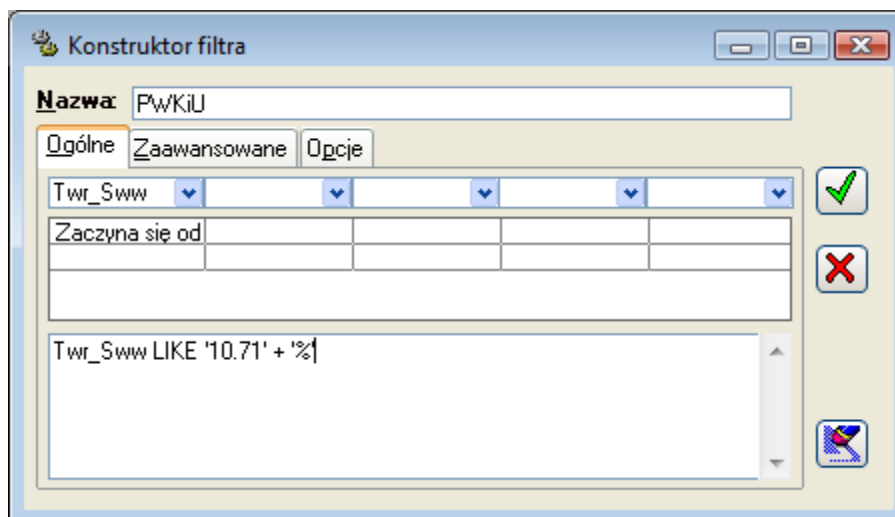 Konstruktor filtra
Nazwa: PWKiU
Ogólne Zaawansowane Opcje
Twr_Sww
Zaczyna się od
Twr_Sww LIKE '10.71' + '%'